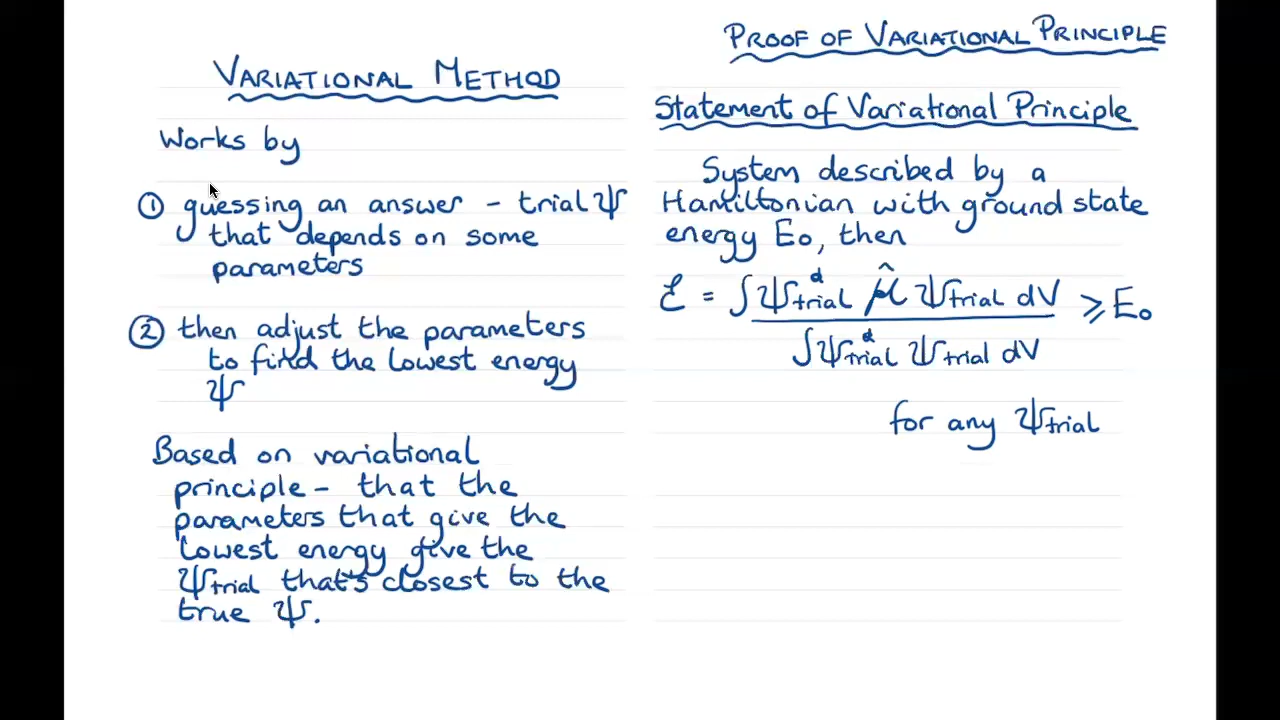 VARIATIONAL METHOD
Works by
① guessing an answer - trial Ψ
that depends on some
parameters
② then adjust the parameters
to find the lowest energy
Ψ
Based on variational
principle - that the
parameters that give the
lowest energy give the
Ψtrial that's closest to the
true Ψ.
PROOF OF VARIATIONAL PRINCIPLE
Statement of Variational Principle
System described by a
Hamiltonian with ground state
energy E₀, then
Ɛ = ∫Ψ*trial Ĥ Ψtrial dV ≥ E₀
∫Ψ*trial Ψtrial dV
for any Ψtrial